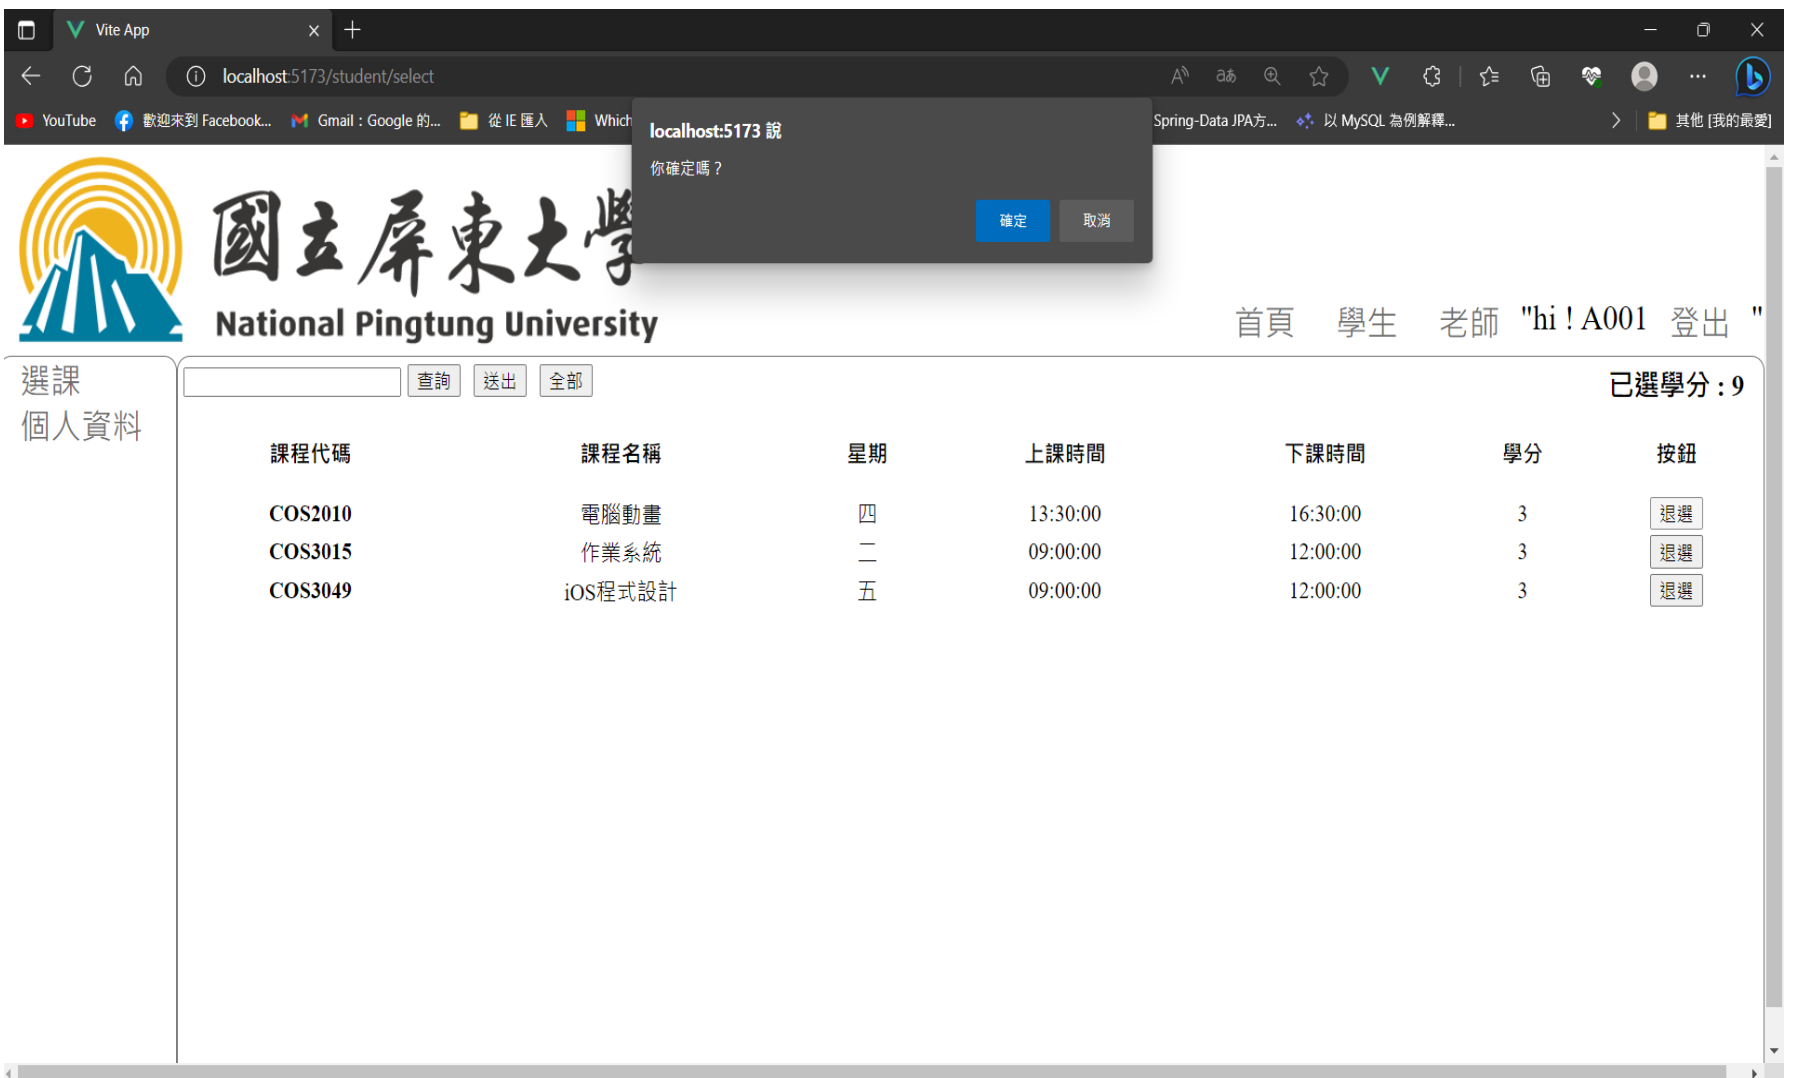 Vite App
localhost:5173/student/select
YouTube 歡迎來到 Facebook... Gmail：Google 的... 從 IE 匯入 Which Spring-Data JPA方... 以 MySQL 為例解釋... 其他 [我的最愛]
localhost:5173 說
你確定嗎？
確定 取消
國立屏東大學
National Pingtung University
首頁 學生 老師 "hi ! A001 登出 "
選課
個人資料
查詢 送出 全部 已選學分 : 9
課程代碼 課程名稱 星期 上課時間 下課時間 學分 按鈕
COS2010 電腦動畫 四 13:30:00 16:30:00 3 退選
COS3015 作業系統 二 09:00:00 12:00:00 3 退選
COS3049 iOS程式設計 五 09:00:00 12:00:00 3 退選